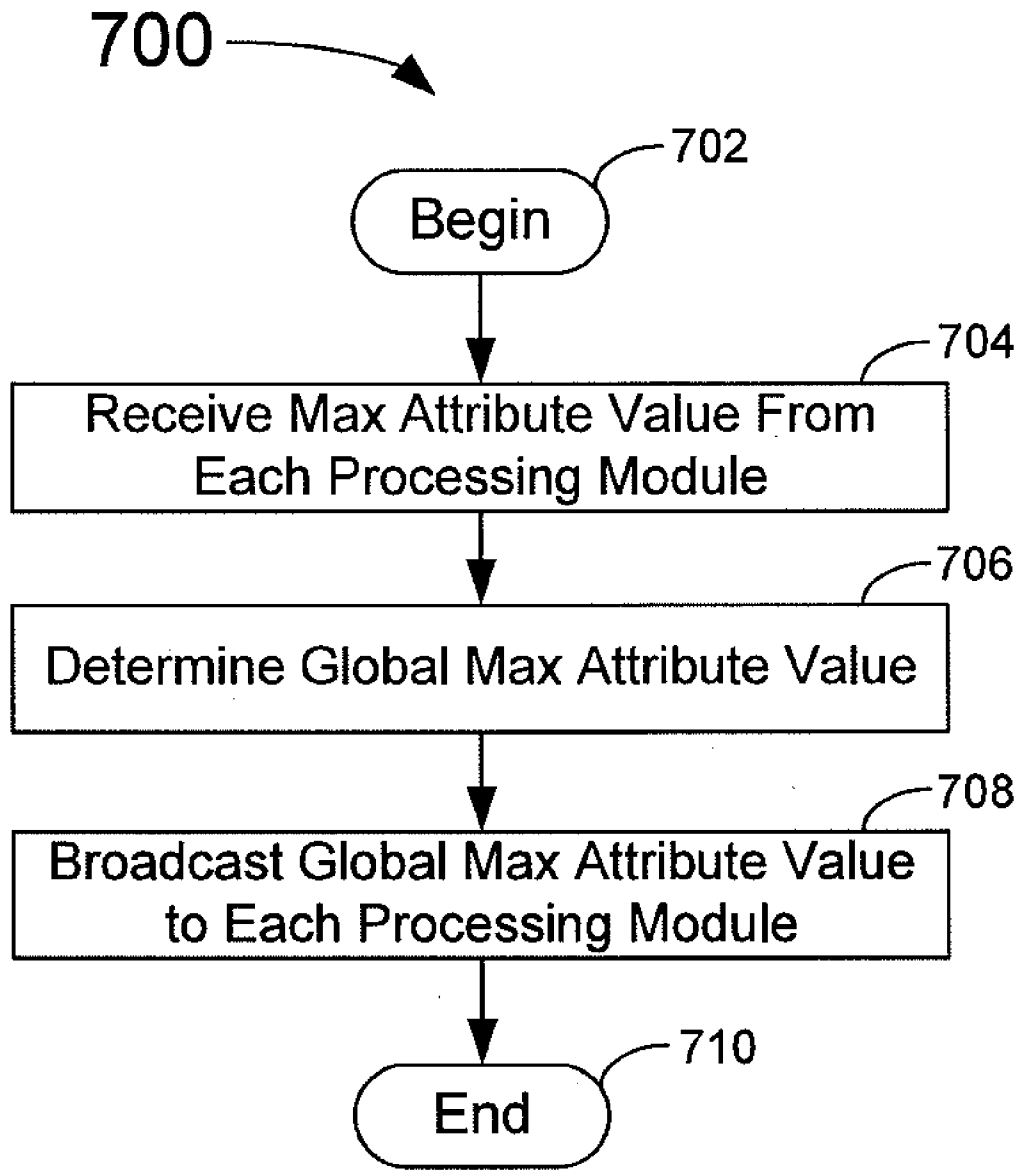 700
702
Begin
704
Receive Max Attribute Value From
Each Processing Module
706
Determine Global Max Attribute Value
708
Broadcast Global Max Attribute Value
to Each Processing Module
710
End